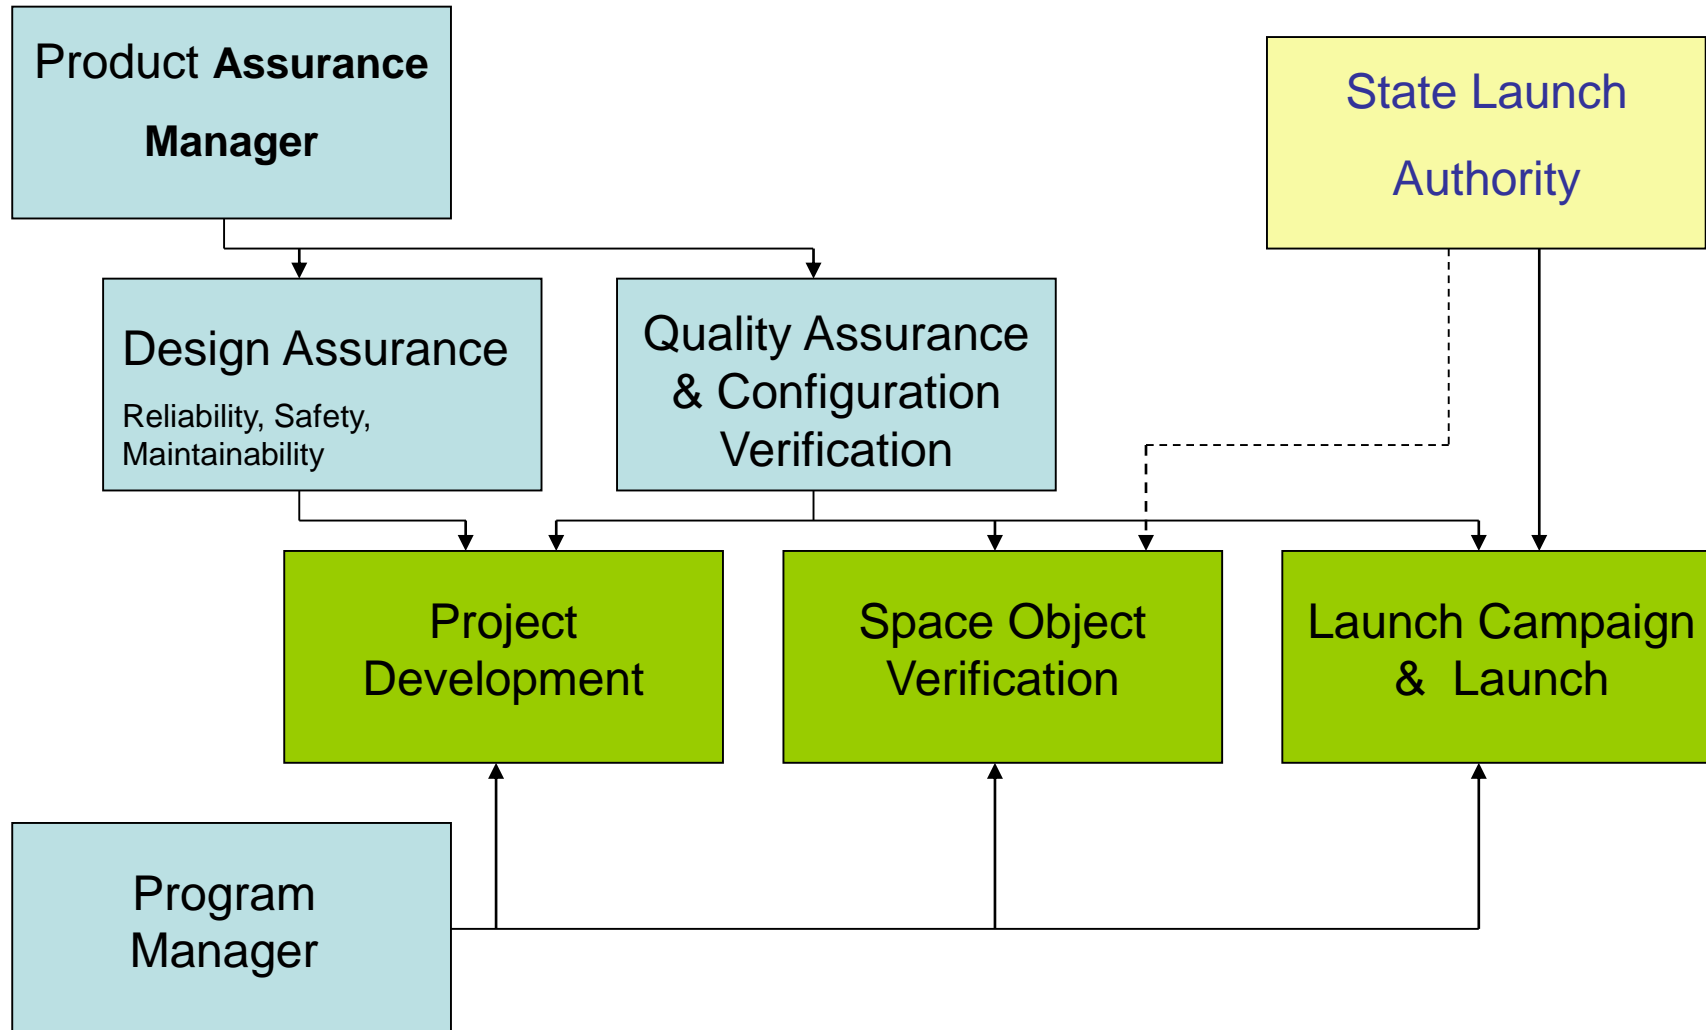 Product Assurance
Manager
State Launch
Authority
Design Assurance
Reliability, Safety,
Maintainability
Quality Assurance
& Configuration
Verification
Project
Development
Space Object
Verification
Launch Campaign
& Launch
Program
Manager